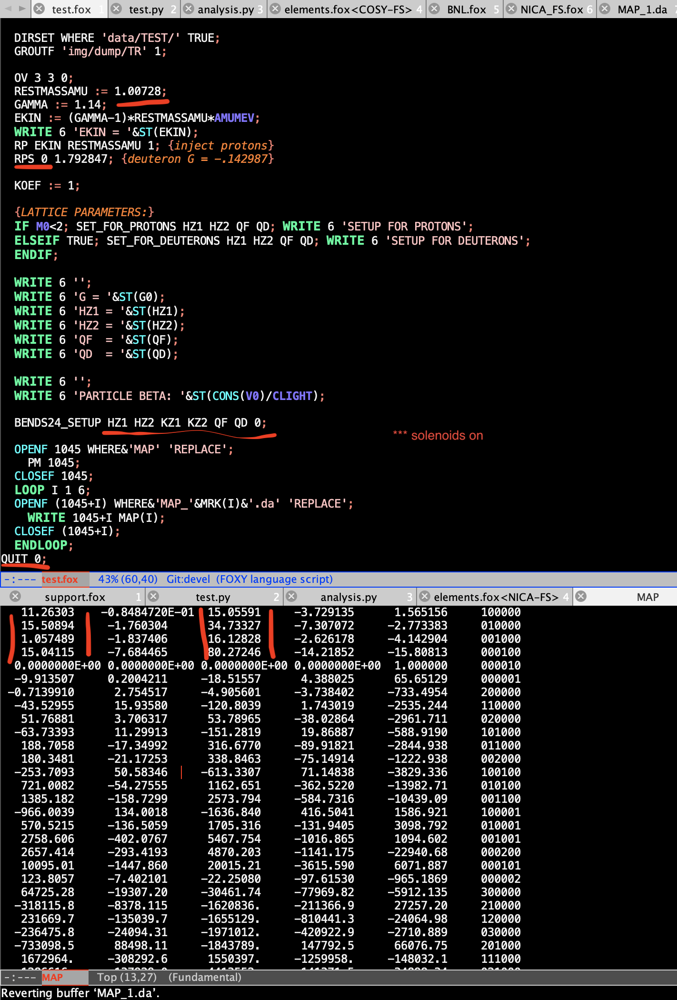 test.fox 1 test.py 2 analysis.py 3 elements.fox<COSY-FS> 4 BNL.fox 5 NICA_FS.fox 6 MAP_1.da
DIRSET WHERE 'data/TEST/' TRUE;
GROUTF 'img/dump/TR' 1;
OV 3 3 0;
RESTMASSAMU := 1.00728;
GAMMA := 1.14;
EKIN := (GAMMA-1)*RESTMASSAMU*AMUMEV;
WRITE 6 'EKIN = '&ST(EKIN);
RP EKIN RESTMASSAMU 1; {inject protons}
RPS 0 1.792847; {deuteron G = -.142987}
KOEF := 1;
{LATTICE PARAMETERS:}
IF M0<2; SET_FOR_PROTONS HZ1 HZ2 QF QD; WRITE 6 'SETUP FOR PROTONS';
ELSEIF TRUE; SET_FOR_DEUTERONS HZ1 HZ2 QF QD; WRITE 6 'SETUP FOR DEUTERONS';
ENDIF;
WRITE 6 '';
WRITE 6 'G = '&ST(G0);
WRITE 6 'HZ1 = '&ST(HZ1);
WRITE 6 'HZ2 = '&ST(HZ2);
WRITE 6 'QF  = '&ST(QF);
WRITE 6 'QD  = '&ST(QD);
WRITE 6 '';
WRITE 6 'PARTICLE BETA: '&ST(CONS(V0)/CLIGHT);
BENDS24_SETUP HZ1 HZ2 KZ1 KZ2 QF QD 0;
*** solenoids on
OPENF 1045 WHERE&'MAP' 'REPLACE';
PM 1045;
CLOSEF 1045;
LOOP I 1 6;
OPENF (1045+I) WHERE&'MAP_'&MRK(I)&'.da' 'REPLACE';
WRITE 1045+I MAP(I);
CLOSEF (1045+I);
ENDLOOP;
QUIT 0;
-:--- test.fox 43% (60,40) Git:devel (FOXY language script)
support.fox 1 test.py 2 analysis.py 3 elements.fox<NICA-FS> 4 MAP
11.26303 -0.8484720E-01 15.05591 -3.729135 1.565156 100000
15.50894 -1.760304 34.73327 -7.307072 -2.773383 010000
1.057489 -1.837406 16.12828 -2.626178 -4.142904 001000
15.04115 -7.684465 80.27246 -14.21852 -15.80813 000100
0.0000000E+00 0.0000000E+00 0.0000000E+00 0.0000000E+00 1.000000 000010
-9.913507 0.2004211 -18.51557 4.388025 65.65129 000001
-0.7139910 2.754517 -4.905601 -3.738402 -733.4954 200000
-43.52955 15.93580 -120.8039 1.743019 -2535.244 110000
51.76881 3.706317 53.78965 -38.02864 -2961.711 020000
-63.73393 11.29913 -151.2819 19.86887 -588.9190 101000
188.7058 -17.34992 316.6770 -89.91821 -2844.938 011000
180.3481 -21.17253 338.8463 -75.14914 -1222.938 002000
-253.7093 50.58346 -613.3307 71.14838 -3829.336 100100
721.0082 -54.27555 1162.651 -362.5220 -13982.71 010100
1385.182 -158.7299 2573.794 -584.7316 -10439.09 001100
-966.0039 134.0018 -1636.840 416.5041 1586.921 100001
570.5215 -136.5059 1705.316 -131.9405 3098.792 010001
2758.606 -402.0767 5467.754 -1016.865 1094.602 001001
2657.414 -293.4193 4870.203 -1141.175 -22940.68 000200
10095.01 -1447.860 20015.21 -3615.590 6071.887 000101
123.8057 -7.402101 -22.25080 -97.61530 -965.1869 000002
64725.28 -19307.20 -30461.74 -77969.82 -5912.135 300000
-318115.8 -8378.115 -1620836. -211366.9 27257.20 210000
231669.7 -135039.7 -1655129. -810441.3 -24064.98 120000
-236475.8 -24094.31 -1971012. -420922.9 -2710.889 030000
-733098.5 88498.11 -1843789. 147792.5 66076.75 201000
1672964. -308292.6 1550397. -1259958. -148032.1 111000
-:--- MAP Top (13,27) (Fundamental)
Reverting buffer ‘MAP_1.da’.